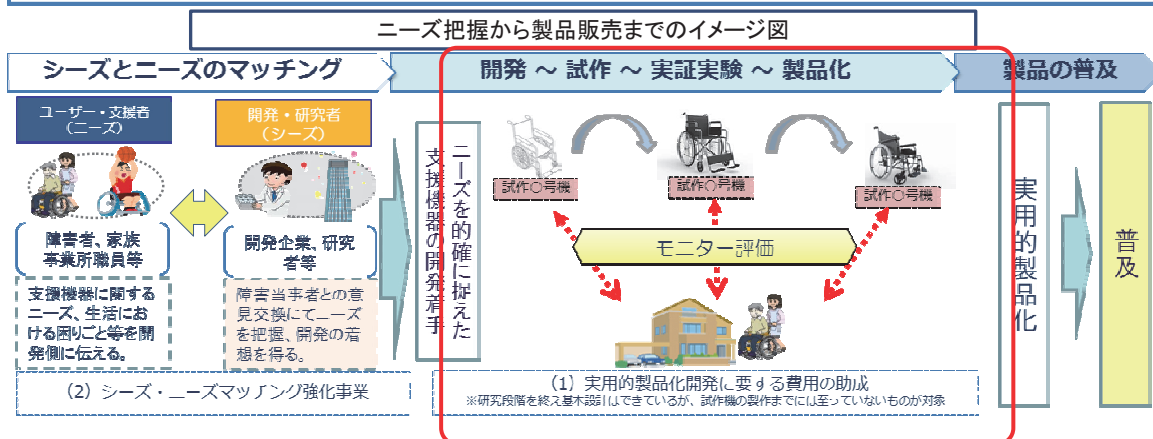 ニーズ把握から製品販売までのイメージ図
シーズとニーズのマッチング
開発 ～ 試作 ～ 実証実験 ～ 製品化
製品の普及
ユーザー・支援者
（ニーズ）
開発・研究者
（シーズ）
障害者、家族
事業所職員等
開発企業、研究
者等
支援機器に関する
ニーズ、生活にお
ける困りごと等を開
発側に伝える。
障害当事者との意
見交換にてニーズ
を把握、開発の着
想を得る。
（2）シーズ・ニーズマッチング強化事業
ニーズを的確に捉えた
支援機器の開発着手
試作〇号機
試作〇号機
試作〇号機
モニター評価
（1）実用的製品化開発に要する費用の助成
※研究段階を終え基本設計はできているが、試作機の製作までには至っていないものが対象
実用的製品化
普及